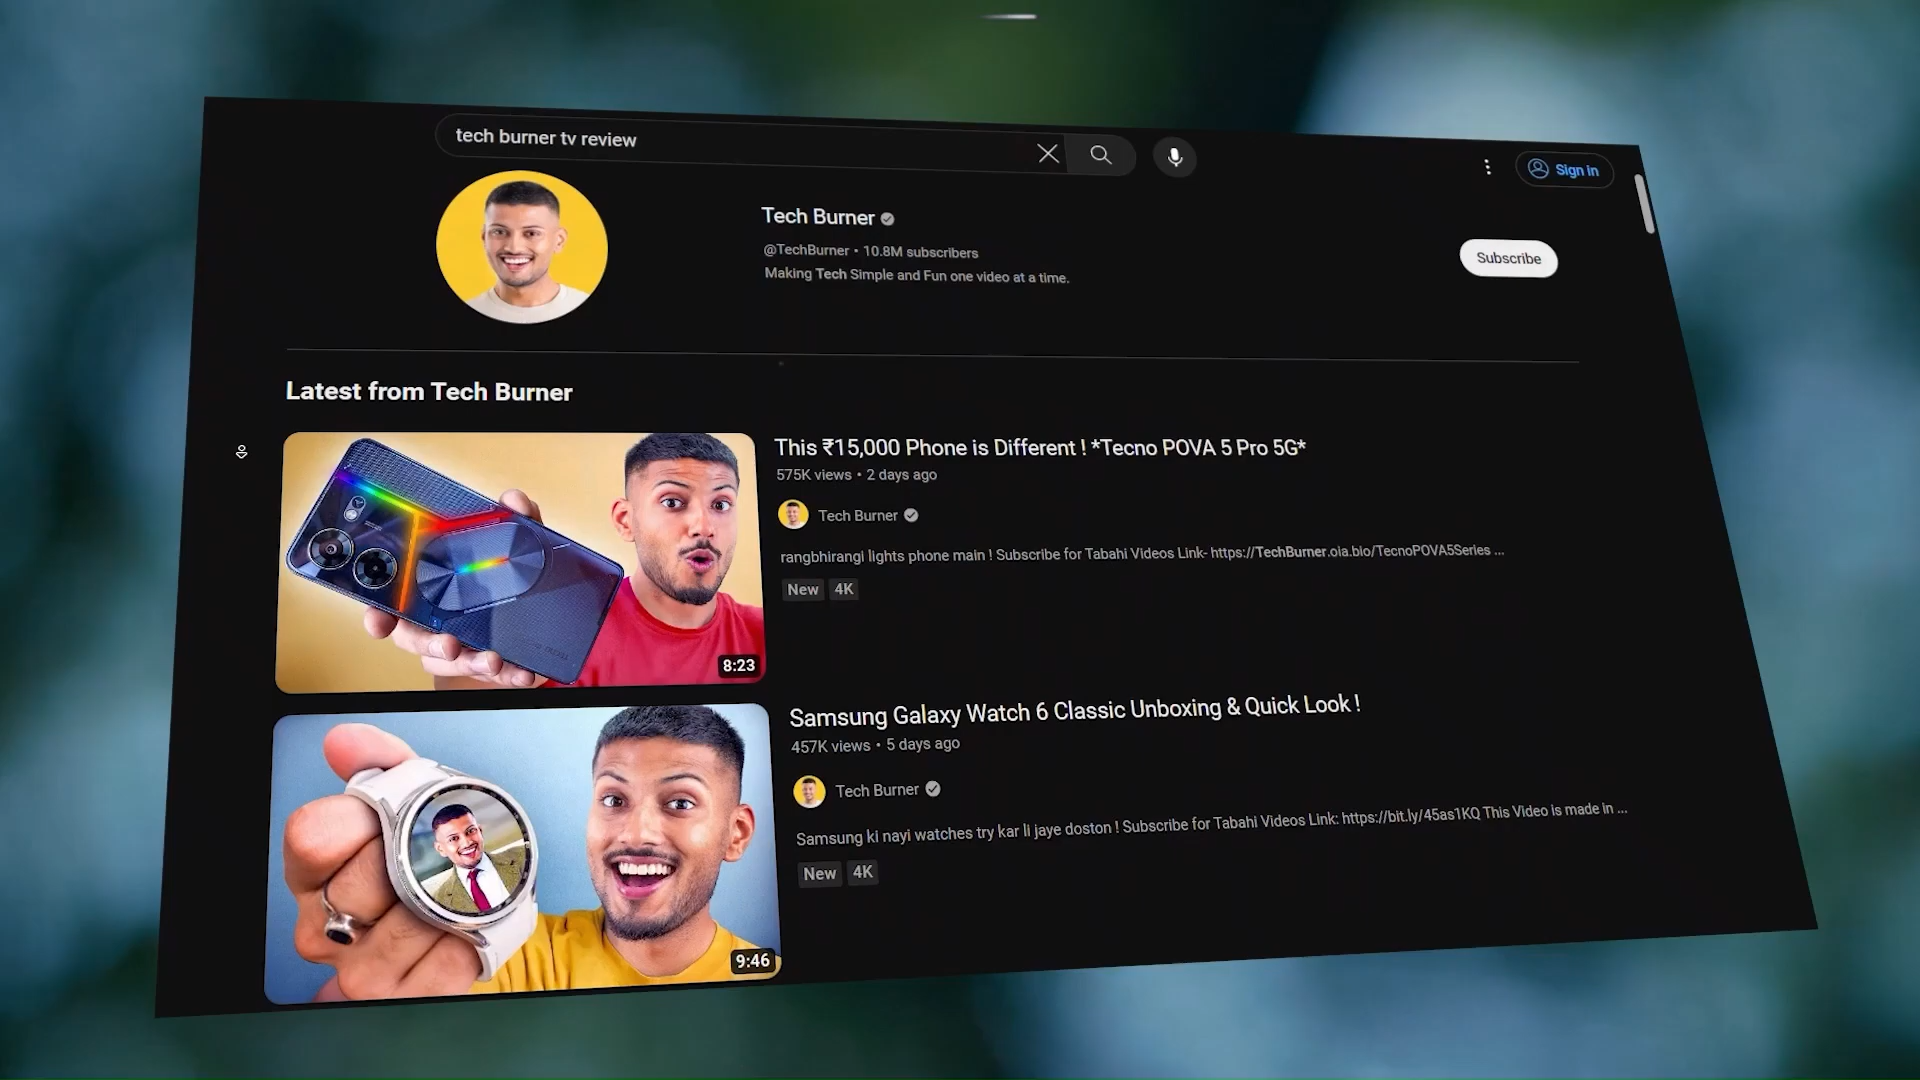 tech burner tv review
Sign in
Tech Burner
@TechBurner • 10.8M subscribers
Making Tech Simple and Fun one video at a time.
Subscribe
Latest from Tech Burner
This ₹15,000 Phone is Different ! *Tecno POVA 5 Pro 5G*
575K views • 2 days ago
Tech Burner
rangbhirangi lights phone main ! Subscribe for Tabahi Videos Link- https://TechBurner.oia.bio/TecnoPOVA5Series ...
New 4K
8:23
Samsung Galaxy Watch 6 Classic Unboxing & Quick Look !
457K views • 5 days ago
Tech Burner
Samsung ki nayi watches try kar li jaye doston ! Subscribe for Tabahi Videos Link: https://bit.ly/45as1KQ This Video is made in ...
New 4K
9:46